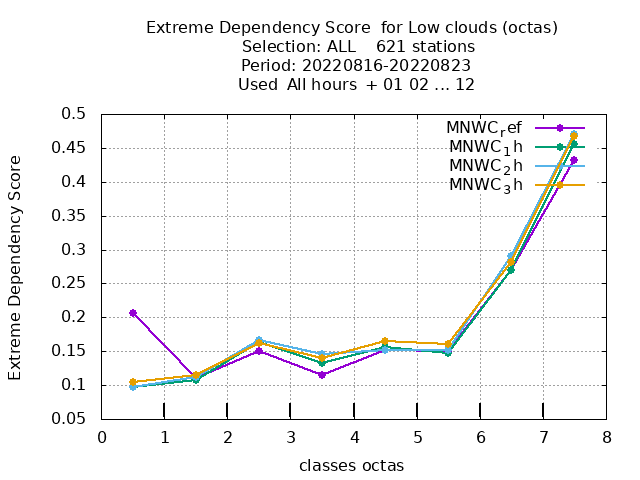 Extreme Dependency Score for Low clouds (octas)
Selection: ALL 621 stations
Period: 20220816-20220823
Used All hours + 01 02 ... 12
MNWC_ref
MNWC_1h
MNWC_2h
MNWC_3h
Extreme Dependency Score
0.5
0.45
0.4
0.35
0.3
0.25
0.2
0.15
0.1
0.05
0 1 2 3 4 5 6 7 8
classes octas